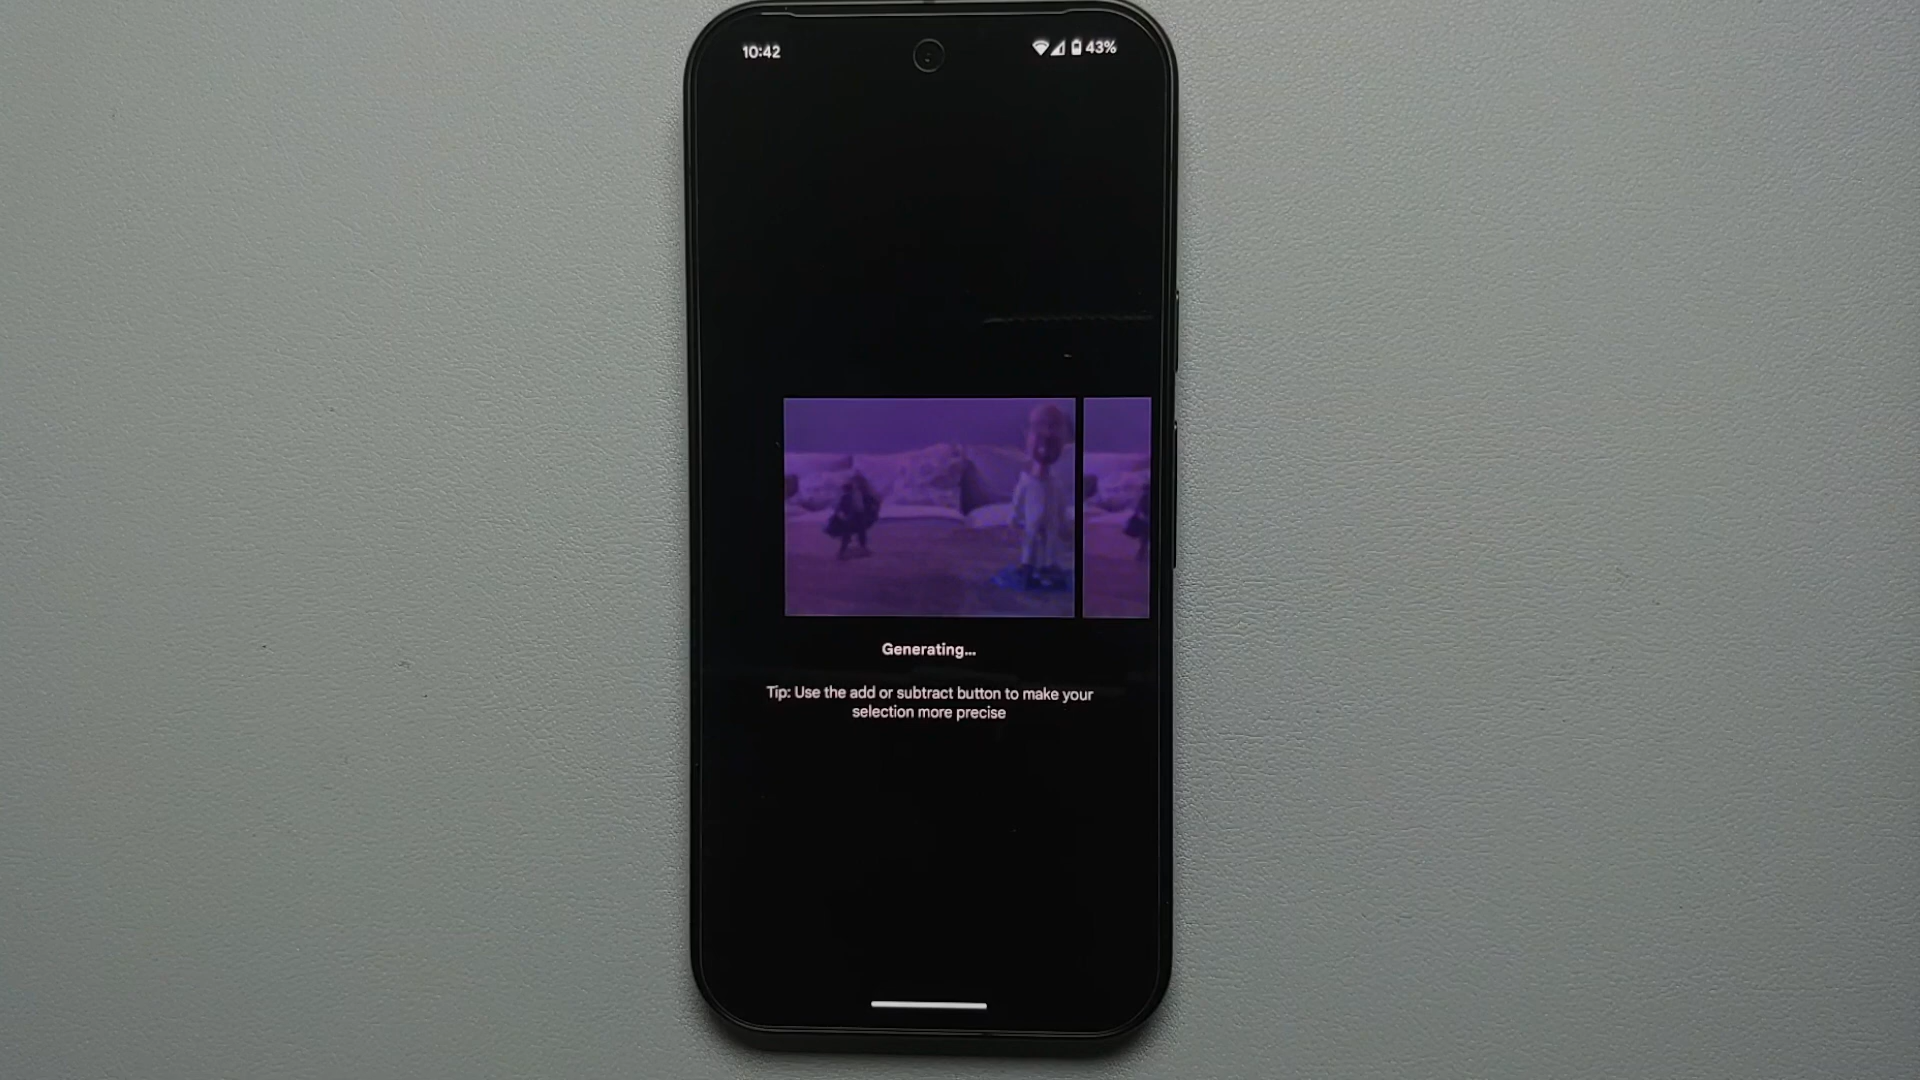 10:42
43%
Generating...
Tip: Use the add or subtract button to make your
selection more precise